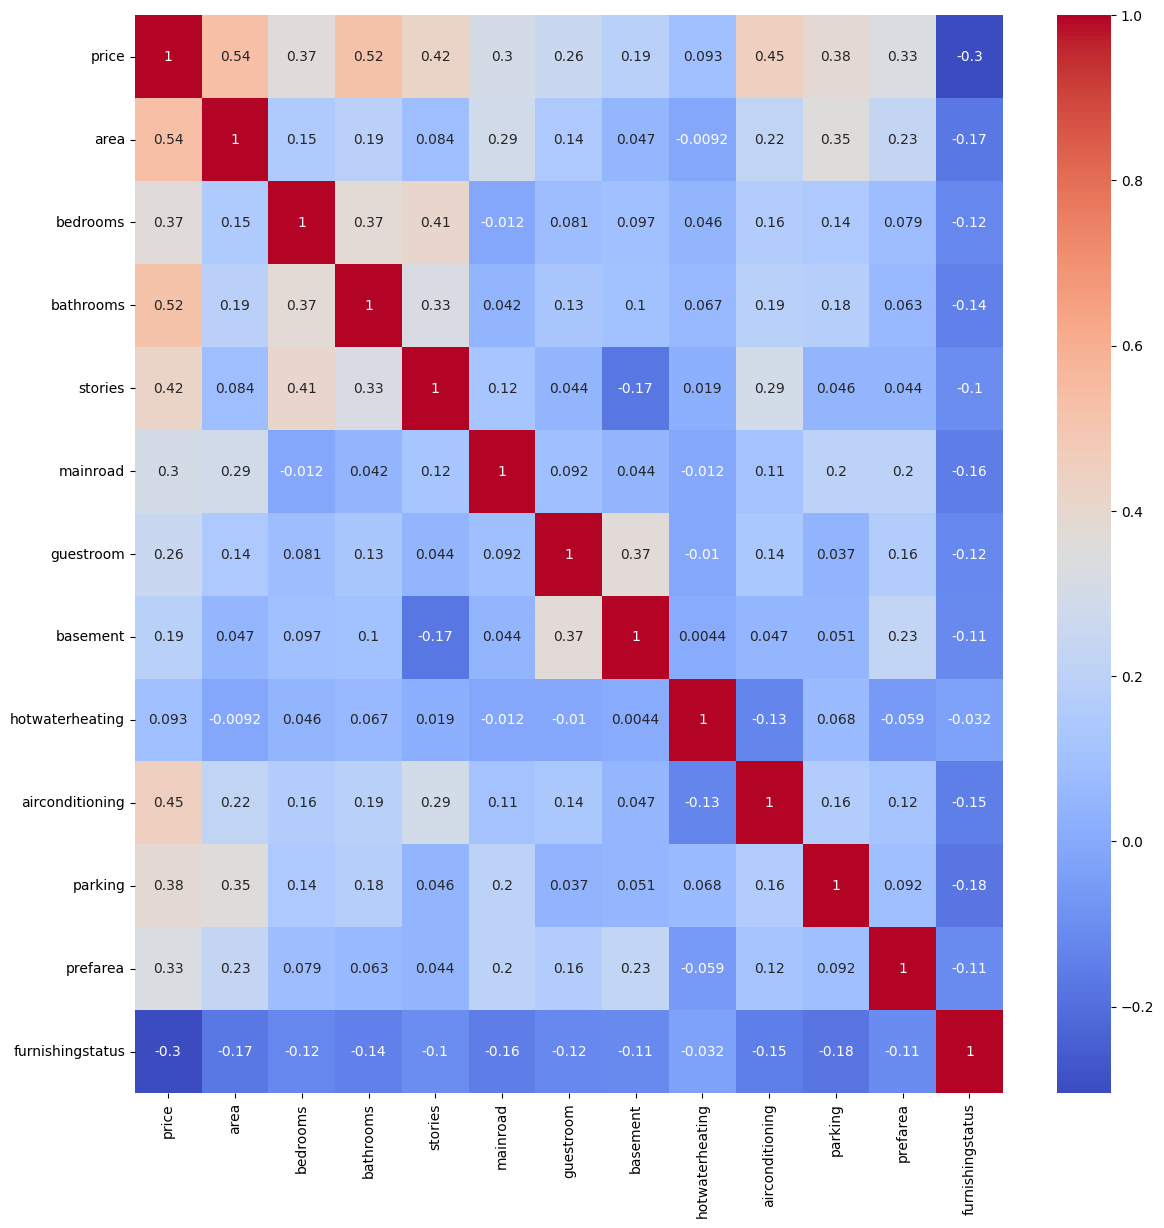 price 1 0.54 0.37 0.52 0.42 0.3 0.26 0.19 0.093 0.45 0.38 0.33 -0.3
area 0.54 1 0.15 0.19 0.084 0.29 0.14 0.047 -0.0092 0.22 0.35 0.23 -0.17
bedrooms 0.37 0.15 1 0.37 0.41 -0.012 0.081 0.097 0.046 0.16 0.14 0.079 -0.12
bathrooms 0.52 0.19 0.37 1 0.33 0.042 0.13 0.1 0.067 0.19 0.18 0.063 -0.14
stories 0.42 0.084 0.41 0.33 1 0.12 0.044 -0.17 0.019 0.29 0.046 0.044 -0.1
mainroad 0.3 0.29 -0.012 0.042 0.12 1 0.092 0.044 -0.012 0.11 0.2 0.2 -0.16
guestroom 0.26 0.14 0.081 0.13 0.044 0.092 1 0.37 -0.01 0.14 0.037 0.16 -0.12
basement 0.19 0.047 0.097 0.1 -0.17 0.044 0.37 1 0.0044 0.047 0.051 0.23 -0.11
hotwaterheating 0.093 -0.0092 0.046 0.067 0.019 -0.012 -0.01 0.0044 1 -0.13 0.068 -0.059 -0.032
airconditioning 0.45 0.22 0.16 0.19 0.29 0.11 0.14 0.047 -0.13 1 0.16 0.12 -0.15
parking 0.38 0.35 0.14 0.18 0.046 0.2 0.037 0.051 0.068 0.16 1 0.092 -0.18
prefarea 0.33 0.23 0.079 0.063 0.044 0.2 0.16 0.23 -0.059 0.12 0.092 1 -0.11
furnishingstatus -0.3 -0.17 -0.12 -0.14 -0.1 -0.16 -0.12 -0.11 -0.032 -0.15 -0.18 -0.11 1
price
area
bedrooms
bathrooms
stories
mainroad
guestroom
basement
hotwaterheating
airconditioning
parking
prefarea
furnishingstatus
1.0
0.8
0.6
0.4
0.2
0.0
−0.2